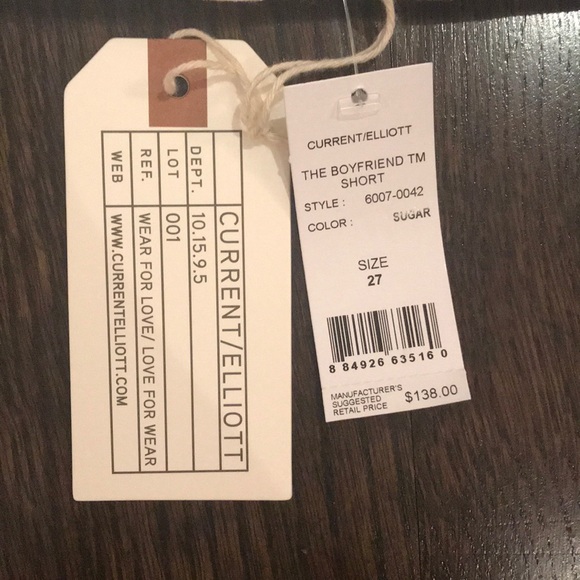 CURRENT/ELLIOTT
DEPT. 10.15.9.5
LOT 001
REF. WEAR FOR LOVE/ LOVE FOR WEAR
WEB WWW.CURRENTELLIOTT.COM
CURRENT/ELLIOTT
THE BOYFRIEND TM
SHORT
STYLE : 6007-0042
COLOR : SUGAR
SIZE
27
8 84926 63516 0
MANUFACTURER'S
SUGGESTED
RETAIL PRICE $138.00